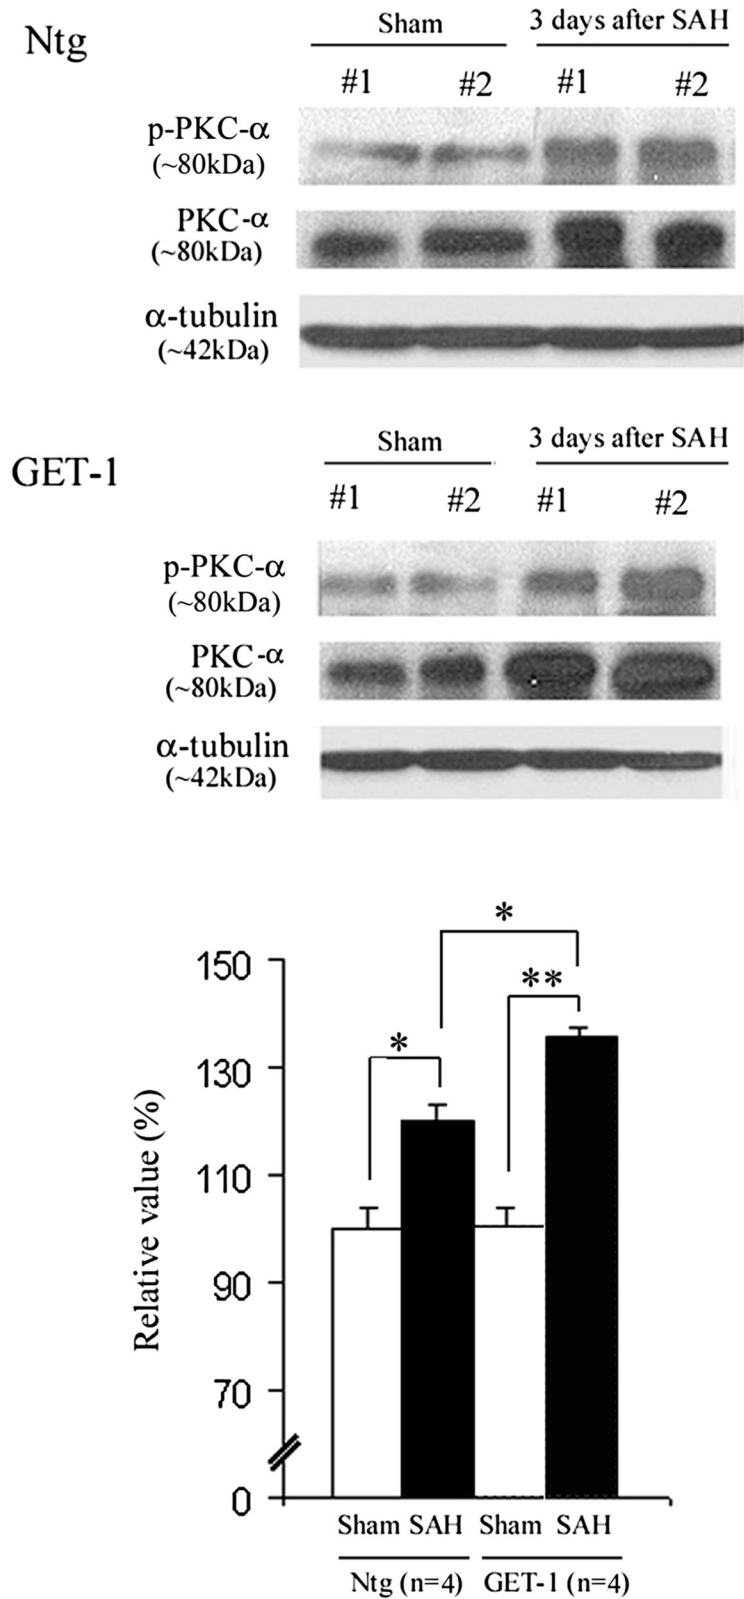 Ntg
Sham 3 days after SAH
#1 #2 #1 #2
p-PKC-α
(~80kDa)
PKC-α
(~80kDa)
α-tubulin
(~42kDa)
GET-1
Sham 3 days after SAH
#1 #2 #1 #2
p-PKC-α
(~80kDa)
PKC-α
(~80kDa)
α-tubulin
(~42kDa)
*
**
*
150
130
110
90
70
0
Relative value (%)
Sham SAH Sham SAH
Ntg (n=4) GET-1 (n=4)